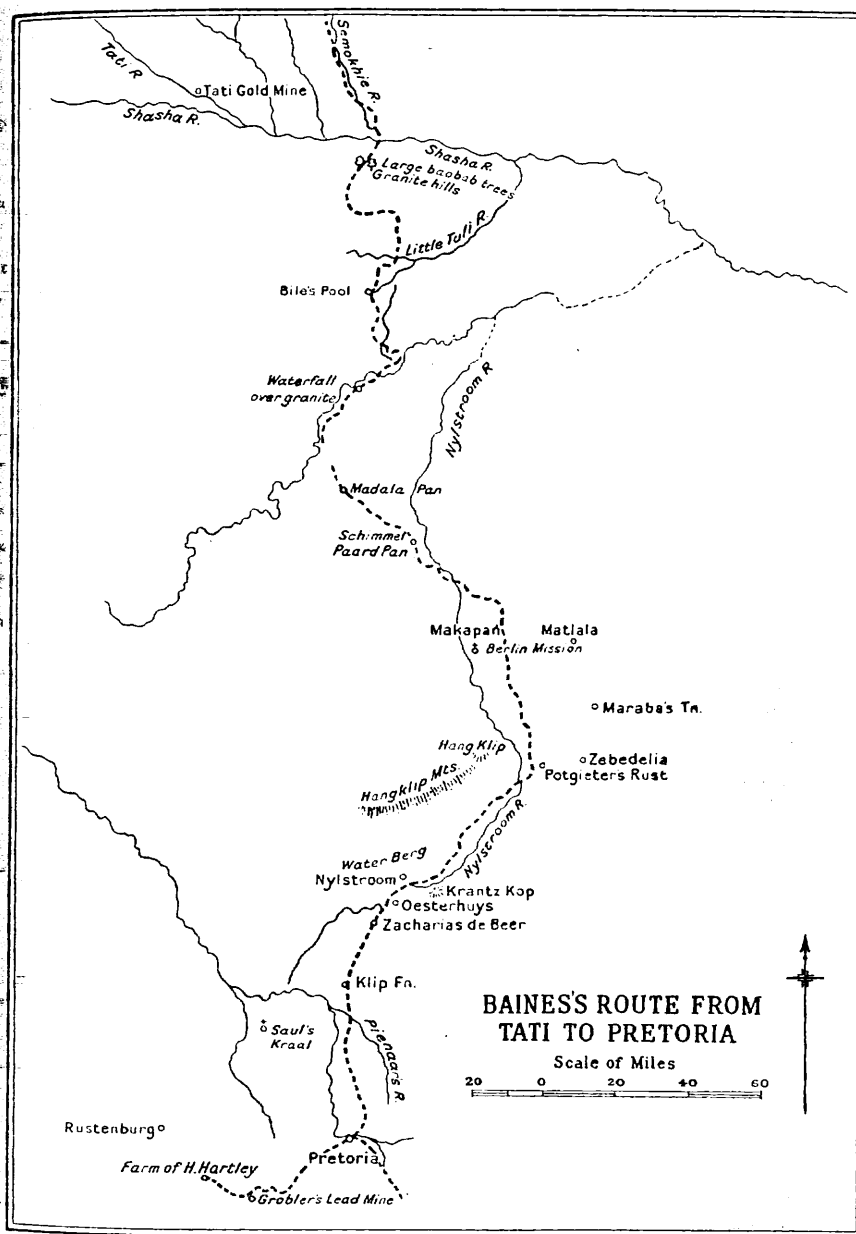 Semokhie R.
Tati R
Tati Gold Mine
Shasha R.
Shasha R.
Large baobab trees
Granite hills
Little Tuli R.
Bile's Pool
Waterfall
over granite
Nylstroom R
Madala Pan
Schimmel
Paard Pan
Makapan
Matlala
Berlin Mission
Maraba's Tn.
Hang Klip
Zebedelia
Potgieters Rust
Hangklip Mts.
Nylstroom R.
Water Berg
Nylstroom
Krantz Kop
Oesterhuys
Zacharias de Beer
Klip Fn.
Saul's
Kraal
Pienaar's R.
BAINES'S ROUTE FROM
TATI TO PRETORIA
Scale of Miles
20 0 20 40 60
Rustenburg
Pretoria
Farm of H. Hartley
Grobler's Lead Mine